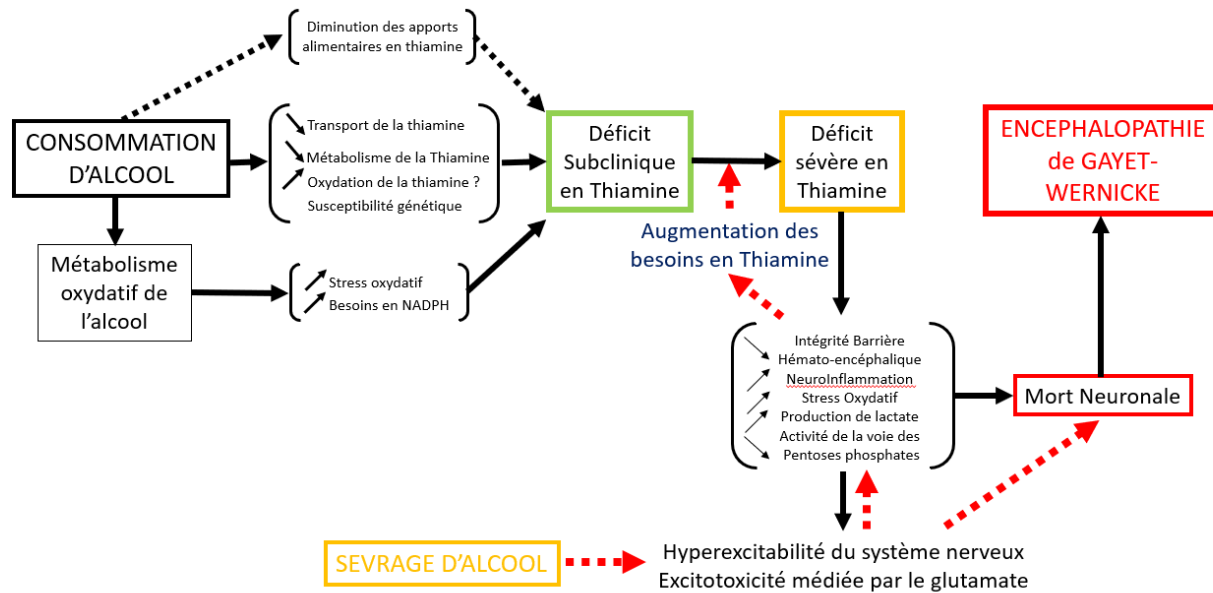 Diminution des apports
alimentaires en thiamine
CONSOMMATION
D'ALCOOL
Transport de la thiamine
Métabolisme de la Thiamine
Oxydation de la thiamine ?
Susceptibilité génétique
Déficit
Subclinique
en Thiamine
Déficit
sévère en
Thiamine
ENCEPHALOPATHIE
de GAYET-
WERNICKE
Augmentation des
besoins en Thiamine
Métabolisme
oxydatif de
l'alcool
Stress oxydatif
Besoins en NADPH
Intégrité Barrière
Hémato-encéphalique
NeuroInflammation
Stress Oxydatif
Production de lactate
Activité de la voie des
Pentoses phosphates
Mort Neuronale
SEVRAGE D'ALCOOL
Hyperexcitabilité du système nerveux
Excitotoxicité médiée par le glutamate